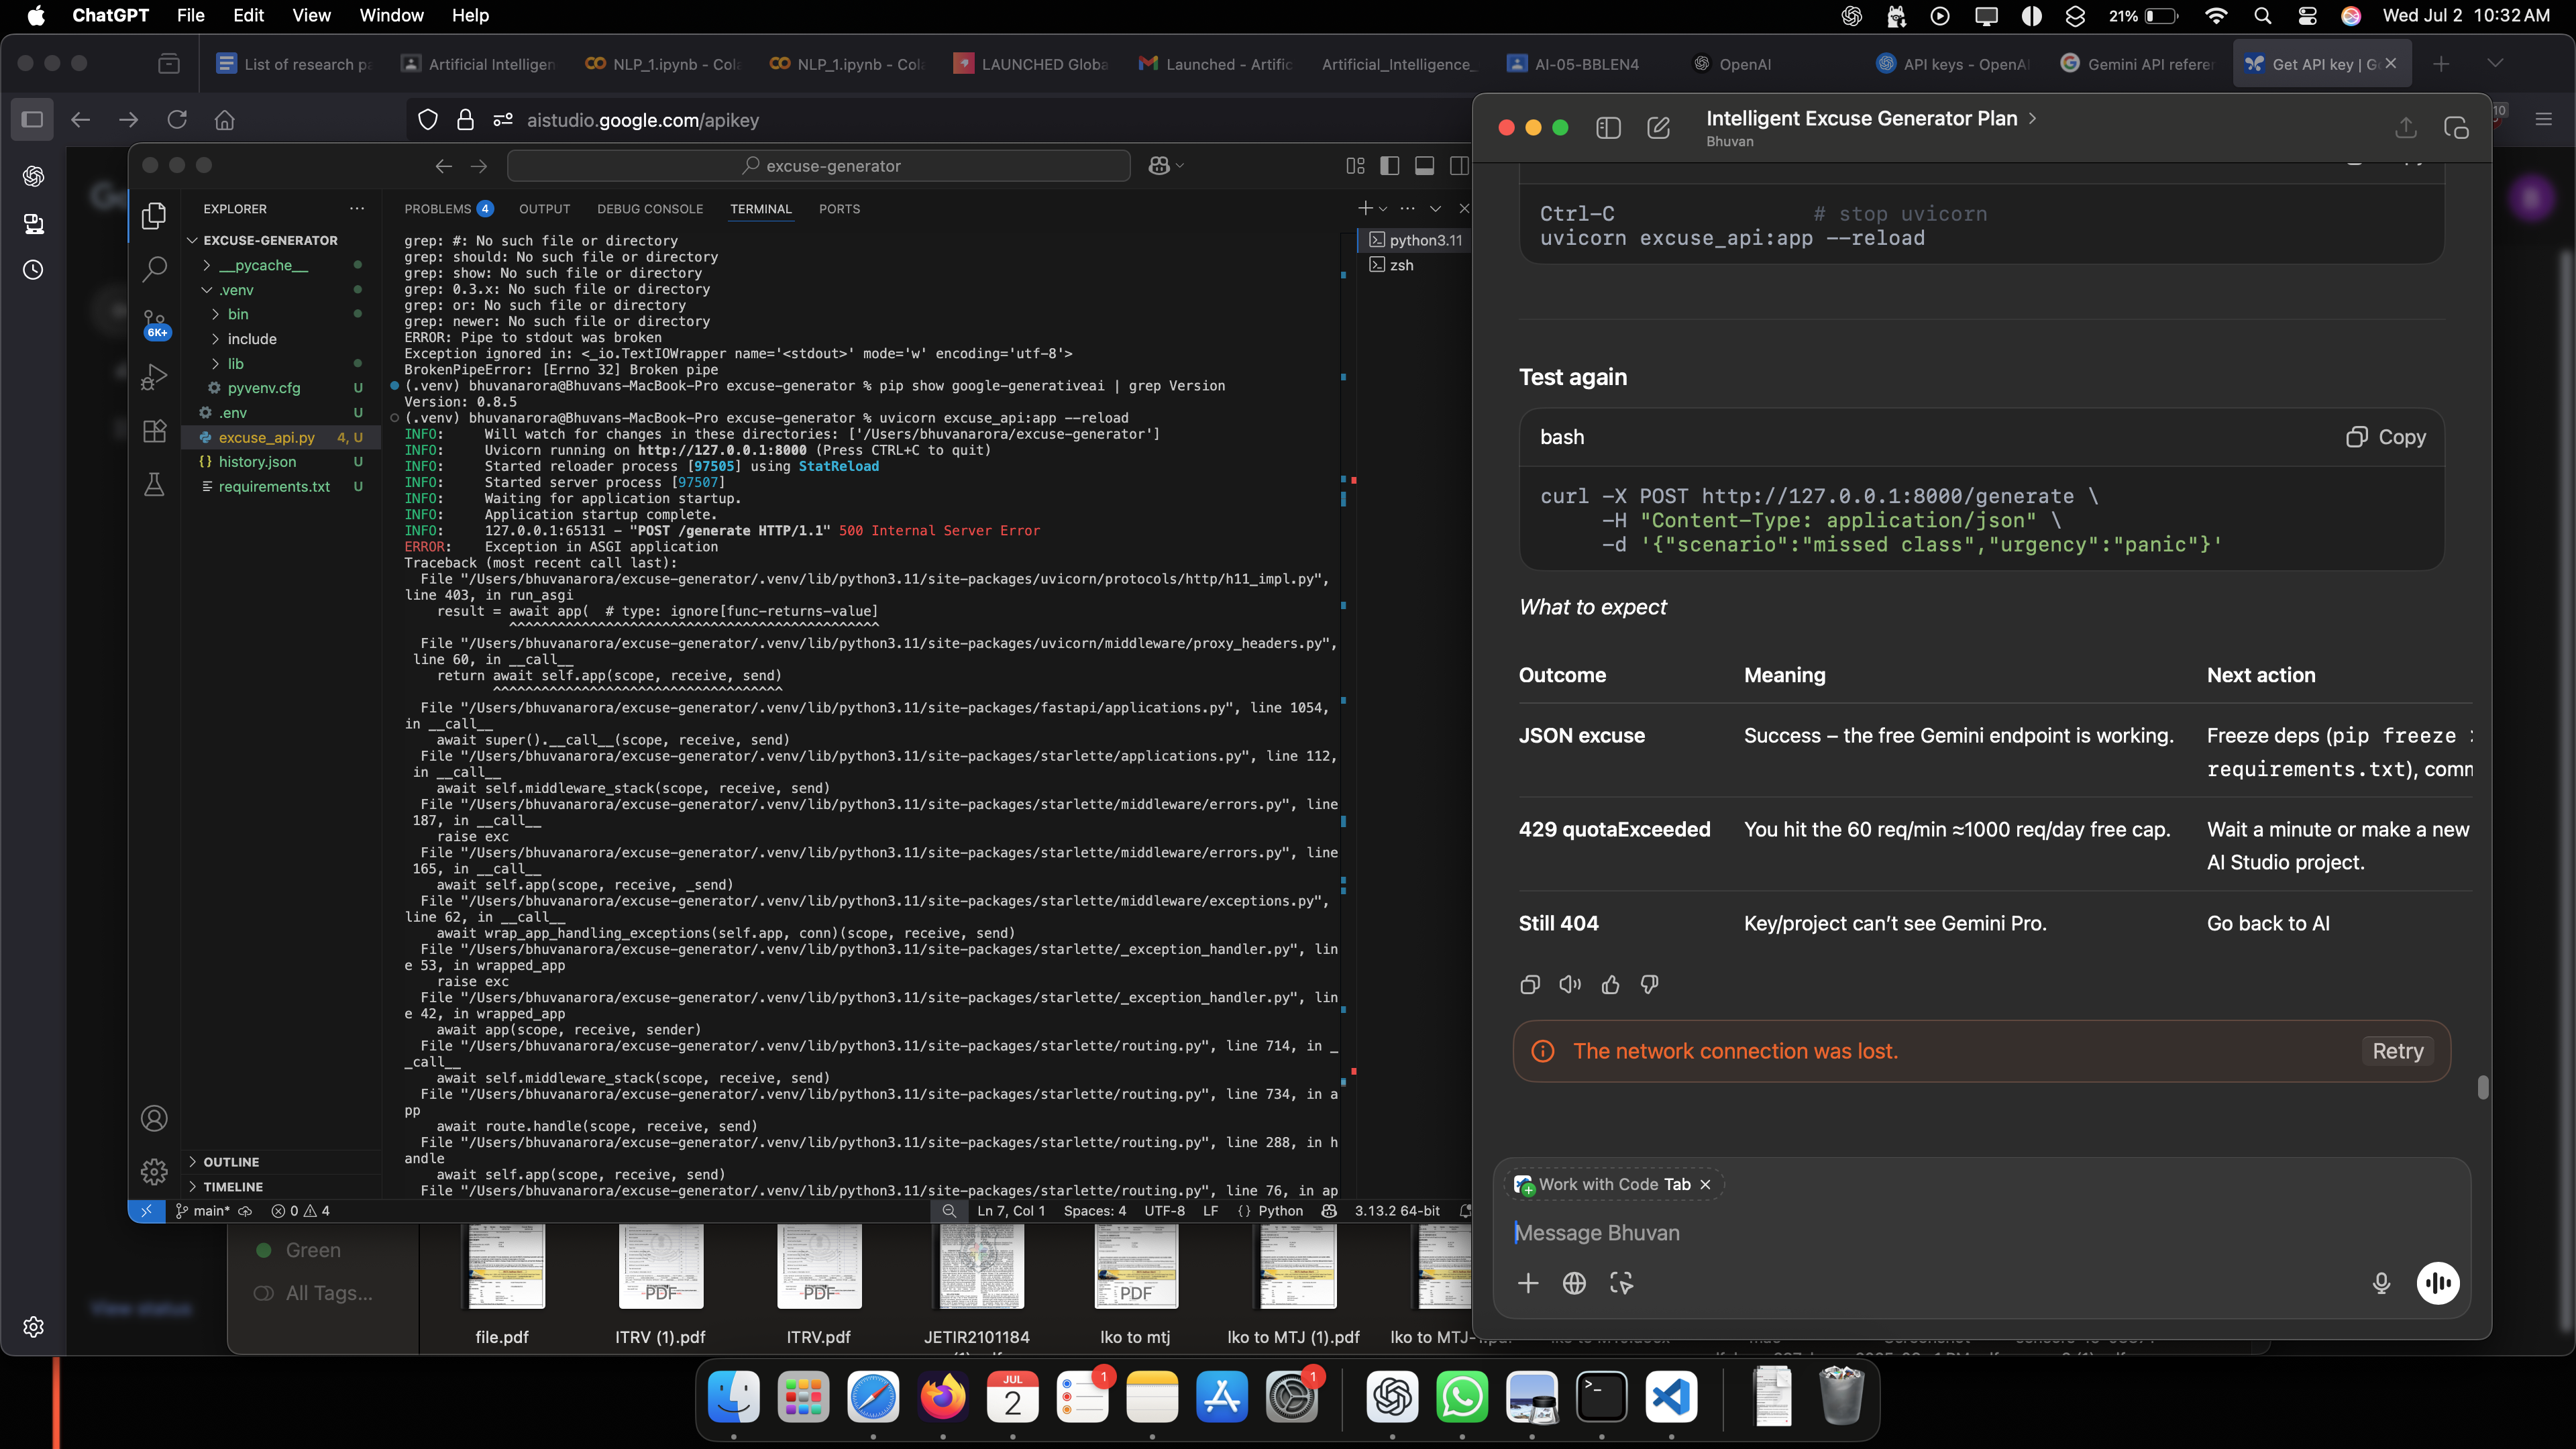 ChatGPT File Edit View Window Help
21%
Wed Jul 2 10:32 AM
List of research pa
Artificial Intelligen
NLP_1.ipynb - Col
NLP_1.ipynb - Col
LAUNCHED Globa
Launched - Artific
Artificial_Intelligence_
AI-05-BBLEN4
OpenAI
API keys - OpenAI
Gemini API referen
Get API key | G
aistudio.google.com/apikey
10
excuse-generator
EXPLORER
EXCUSE-GENERATOR
__pycache__
.venv
bin
include
lib
pyvenv.cfg U
.env U
excuse_api.py 4, U
history.json U
requirements.txt U
6K+
OUTLINE
TIMELINE
PROBLEMS 4 OUTPUT DEBUG CONSOLE TERMINAL PORTS
python3.11
zsh
grep: #: No such file or directory
grep: should: No such file or directory
grep: show: No such file or directory
grep: 0.3.x: No such file or directory
grep: or: No such file or directory
grep: newer: No such file or directory
ERROR: Pipe to stdout was broken
Exception ignored in: <_io.TextIOWrapper name='<stdout>' mode='w' encoding='utf-8'>
BrokenPipeError: [Errno 32] Broken pipe
(.venv) bhuvanarora@Bhuvans-MacBook-Pro excuse-generator % pip show google-generativeai | grep Version
Version: 0.8.5
(.venv) bhuvanarora@Bhuvans-MacBook-Pro excuse-generator % uvicorn excuse_api:app --reload
INFO: Will watch for changes in these directories: ['/Users/bhuvanarora/excuse-generator']
INFO: Uvicorn running on http://127.0.0.1:8000 (Press CTRL+C to quit)
INFO: Started reloader process [97505] using StatReload
INFO: Started server process [97507]
INFO: Waiting for application startup.
INFO: Application startup complete.
INFO: 127.0.0.1:65131 - "POST /generate HTTP/1.1" 500 Internal Server Error
ERROR: Exception in ASGI application
Traceback (most recent call last):
File "/Users/bhuvanarora/excuse-generator/.venv/lib/python3.11/site-packages/uvicorn/protocols/http/h11_impl.py",
line 403, in run_asgi
result = await app( # type: ignore[func-returns-value]
^^^^^^^^^^^^^^^^^^^^^^^^^^^^^^^^^^^^^^^^^^^^^^
File "/Users/bhuvanarora/excuse-generator/.venv/lib/python3.11/site-packages/uvicorn/middleware/proxy_headers.py",
line 60, in __call__
return await self.app(scope, receive, send)
^^^^^^^^^^^^^^^^^^^^^^^^^^^^^^^^^^^^
File "/Users/bhuvanarora/excuse-generator/.venv/lib/python3.11/site-packages/fastapi/applications.py", line 1054,
in __call__
await super().__call__(scope, receive, send)
File "/Users/bhuvanarora/excuse-generator/.venv/lib/python3.11/site-packages/starlette/applications.py", line 112,
in __call__
await self.middleware_stack(scope, receive, send)
File "/Users/bhuvanarora/excuse-generator/.venv/lib/python3.11/site-packages/starlette/middleware/errors.py", line
187, in __call__
raise exc
File "/Users/bhuvanarora/excuse-generator/.venv/lib/python3.11/site-packages/starlette/middleware/errors.py", line
165, in __call__
await self.app(scope, receive, _send)
File "/Users/bhuvanarora/excuse-generator/.venv/lib/python3.11/site-packages/starlette/middleware/exceptions.py",
line 62, in __call__
await wrap_app_handling_exceptions(self.app, conn)(scope, receive, send)
File "/Users/bhuvanarora/excuse-generator/.venv/lib/python3.11/site-packages/starlette/_exception_handler.py", lin
e 53, in wrapped_app
raise exc
File "/Users/bhuvanarora/excuse-generator/.venv/lib/python3.11/site-packages/starlette/_exception_handler.py", lin
e 42, in wrapped_app
await app(scope, receive, sender)
File "/Users/bhuvanarora/excuse-generator/.venv/lib/python3.11/site-packages/starlette/routing.py", line 714, in _
_call__
await self.middleware_stack(scope, receive, send)
File "/Users/bhuvanarora/excuse-generator/.venv/lib/python3.11/site-packages/starlette/routing.py", line 734, in a
pp
await route.handle(scope, receive, send)
File "/Users/bhuvanarora/excuse-generator/.venv/lib/python3.11/site-packages/starlette/routing.py", line 288, in h
andle
await self.app(scope, receive, send)
File "/Users/bhuvanarora/excuse-generator/.venv/lib/python3.11/site-packages/starlette/routing.py", line 76, in ap
main* 0 4
Ln 7, Col 1 Spaces: 4 UTF-8 LF {} Python 3.13.2 64-bit
Intelligent Excuse Generator Plan
Bhuvan
Ctrl-C # stop uvicorn
uvicorn excuse_api:app --reload
Test again
bash
Copy
curl -X POST http://127.0.0.1:8000/generate \
-H "Content-Type: application/json" \
-d '{"scenario":"missed class","urgency":"panic"}'
What to expect
Outcome Meaning Next action
JSON excuse Success – the free Gemini endpoint is working. Freeze deps (pip freeze >
requirements.txt), comm
429 quotaExceeded You hit the 60 req/min ≈1000 req/day free cap. Wait a minute or make a new
AI Studio project.
Still 404 Key/project can’t see Gemini Pro. Go back to AI
The network connection was lost.
Retry
Work with Code Tab
Message Bhuvan
Green
All Tags...
View status
PDF
PDF
PDF
file.pdf
ITRV (1).pdf
ITRV.pdf
JETIR2101184
lko to mtj
lko to MTJ (1).pdf
lko to MTJ-
JUL
2
1
1